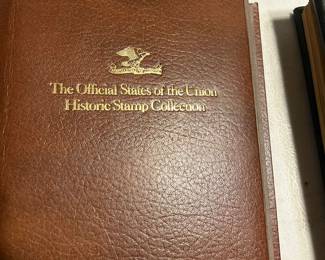 The Official States of the Union
Historic Stamp Collection